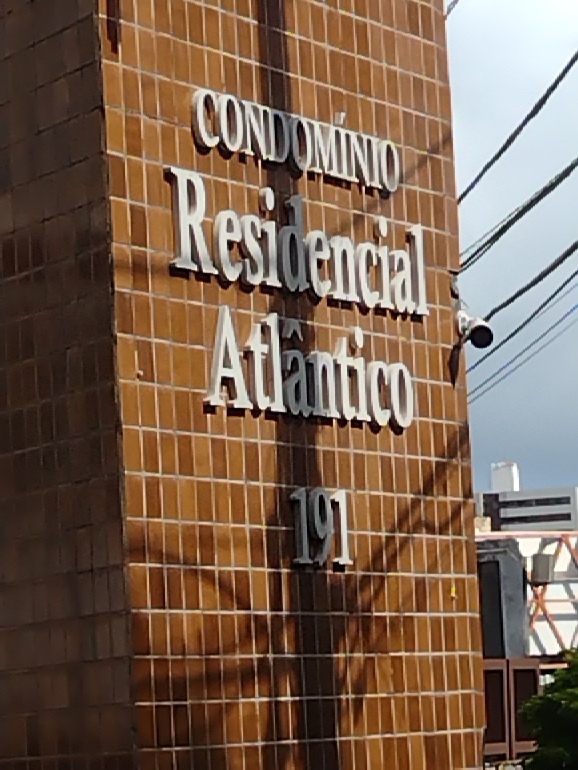 CONDOMÍNIO
Residencial
Atlântico
191